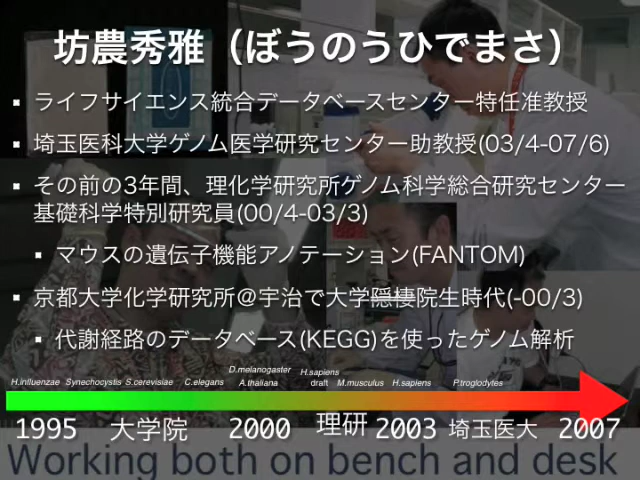 坊農秀雅（ぼうのうひでまさ）
ライフサイエンス統合データベースセンター特任准教授
埼玉医科大学ゲノム医学研究センター助教授(03/4-07/6)
その前の3年間、理化学研究所ゲノム科学総合研究センター
基礎科学特別研究員(00/4-03/3)
マウスの遺伝子機能アノテーション(FANTOM)
京都大学化学研究所＠宇治で大学隠棲院生時代(-00/3)
代謝経路のデータベース(KEGG)を使ったゲノム解析
D.melanogaster H.sapiens
H.influenzae Synechocystis S.cerevisiae C.elegans A.thaliana draft M.musculus H.sapiens P.troglodytes
1995 大学院 2000 理研 2003 埼玉医大 2007
Working both on bench and desk